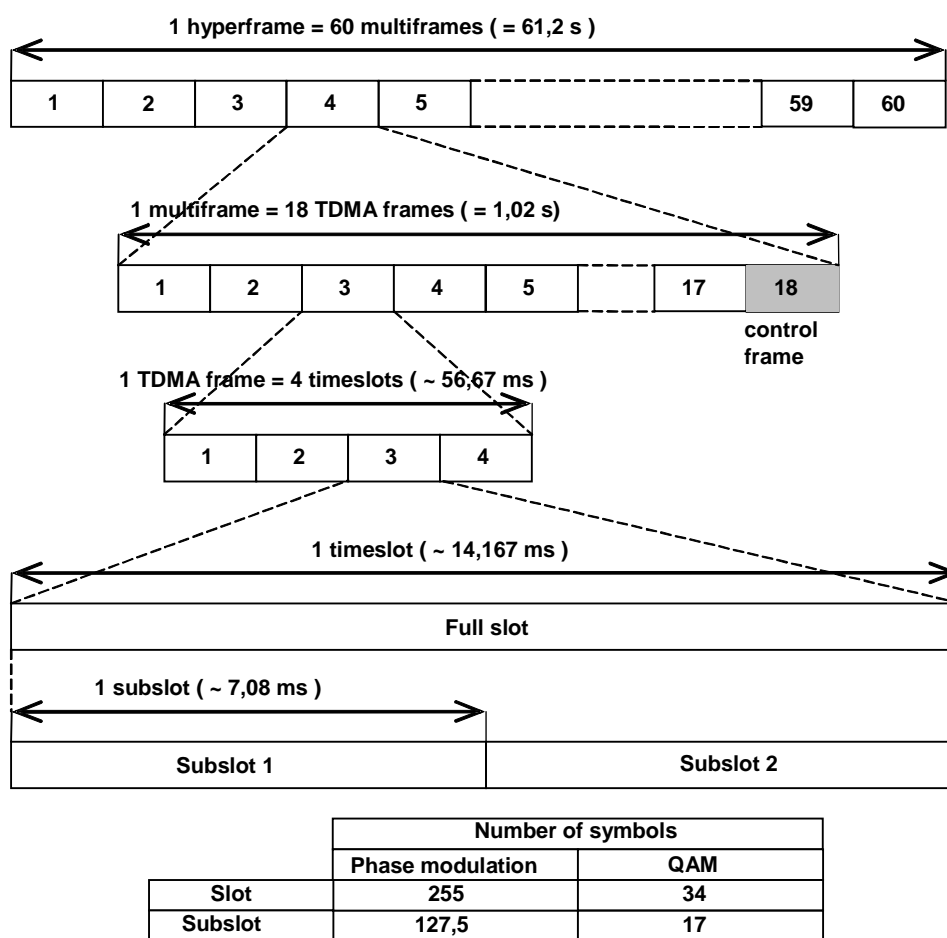 1 hyperframe = 60 multiframes ( = 61,2 s )
1 2 3 4 5 59 60
1 multiframe = 18 TDMA frames ( = 1,02 s)
1 2 3 4 5 17 18
control
frame
1 TDMA frame = 4 timeslots ( ~ 56,67 ms )
1 2 3 4
1 timeslot ( ~ 14,167 ms )
Full slot
1 subslot ( ~ 7,08 ms )
Subslot 1 Subslot 2
Number of symbols
Phase modulation QAM
Slot 255 34
Subslot 127,5 17